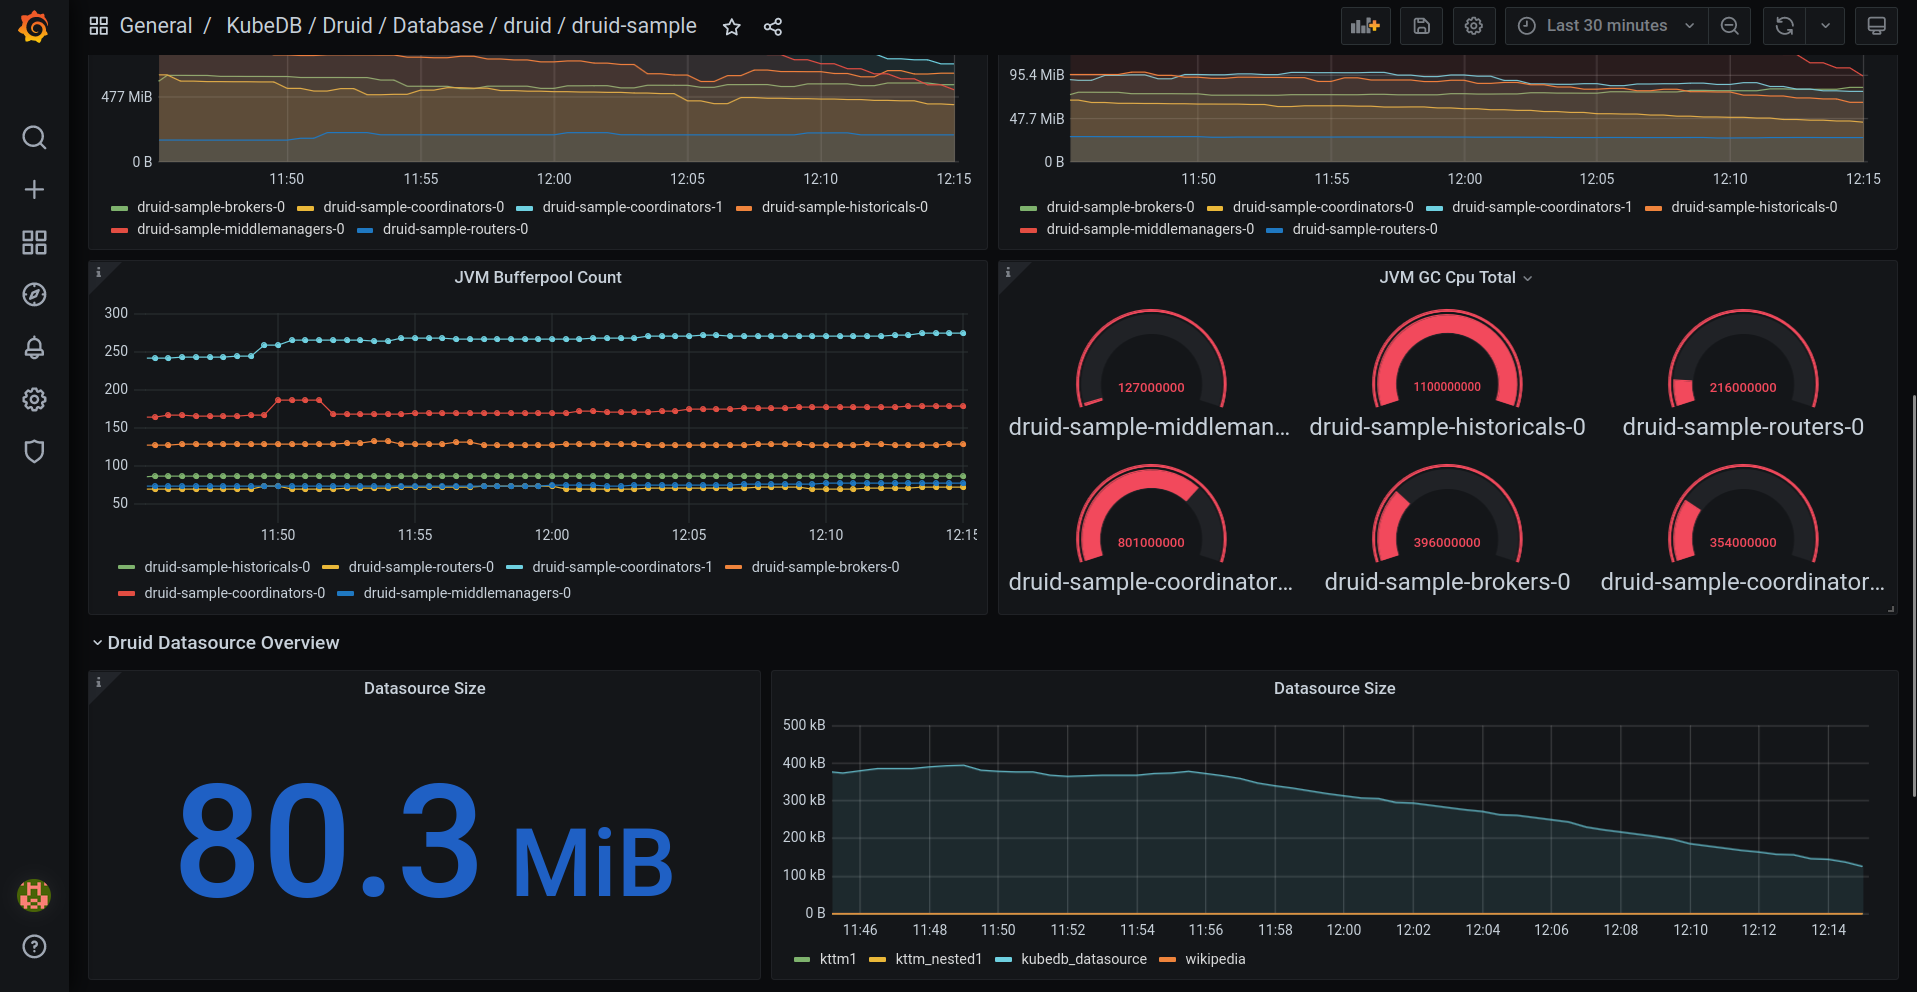 General / KubeDB / Druid / Database / druid / druid-sample
Last 30 minutes
477 MiB
0 B
11:50 11:55 12:00 12:05 12:10 12:15
druid-sample-brokers-0 druid-sample-coordinators-0 druid-sample-coordinators-1 druid-sample-historicals-0
druid-sample-middlemanagers-0 druid-sample-routers-0
95.4 MiB
47.7 MiB
0 B
11:50 11:55 12:00 12:05 12:10 12:15
druid-sample-brokers-0 druid-sample-coordinators-0 druid-sample-coordinators-1 druid-sample-historicals-0
druid-sample-middlemanagers-0 druid-sample-routers-0
JVM Bufferpool Count
300
250
200
150
100
50
11:50 11:55 12:00 12:05 12:10 12:15
druid-sample-historicals-0 druid-sample-routers-0 druid-sample-coordinators-1 druid-sample-brokers-0
druid-sample-coordinators-0 druid-sample-middlemanagers-0
JVM GC Cpu Total
127000000 1100000000 216000000
druid-sample-middleman... druid-sample-historicals-0 druid-sample-routers-0
801000000 396000000 354000000
druid-sample-coordinator... druid-sample-brokers-0 druid-sample-coordinator...
Druid Datasource Overview
Datasource Size
80.3 MiB
Datasource Size
500 kB
400 kB
300 kB
200 kB
100 kB
0 B
11:46 11:48 11:50 11:52 11:54 11:56 11:58 12:00 12:02 12:04 12:06 12:08 12:10 12:12 12:14
kttm1 kttm_nested1 kubedb_datasource wikipedia